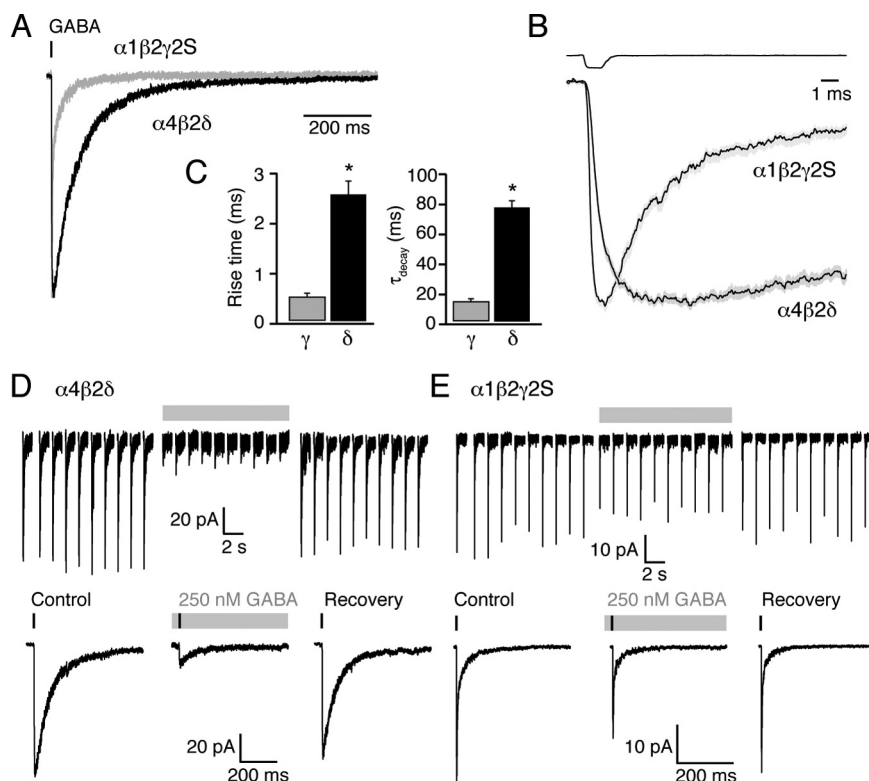 A
GABA
α1β2γ2S
α4β2δ
200 ms
B
1 ms
α1β2γ2S
α4β2δ
C
Rise time (ms)
3
2
1
0
*
γ δ
τdecay (ms)
100
80
60
40
20
0
*
γ δ
D α4β2δ
20 pA
2 s
Control
250 nM GABA
Recovery
20 pA
200 ms
E α1β2γ2S
10 pA
2 s
Control
250 nM GABA
Recovery
10 pA
200 ms